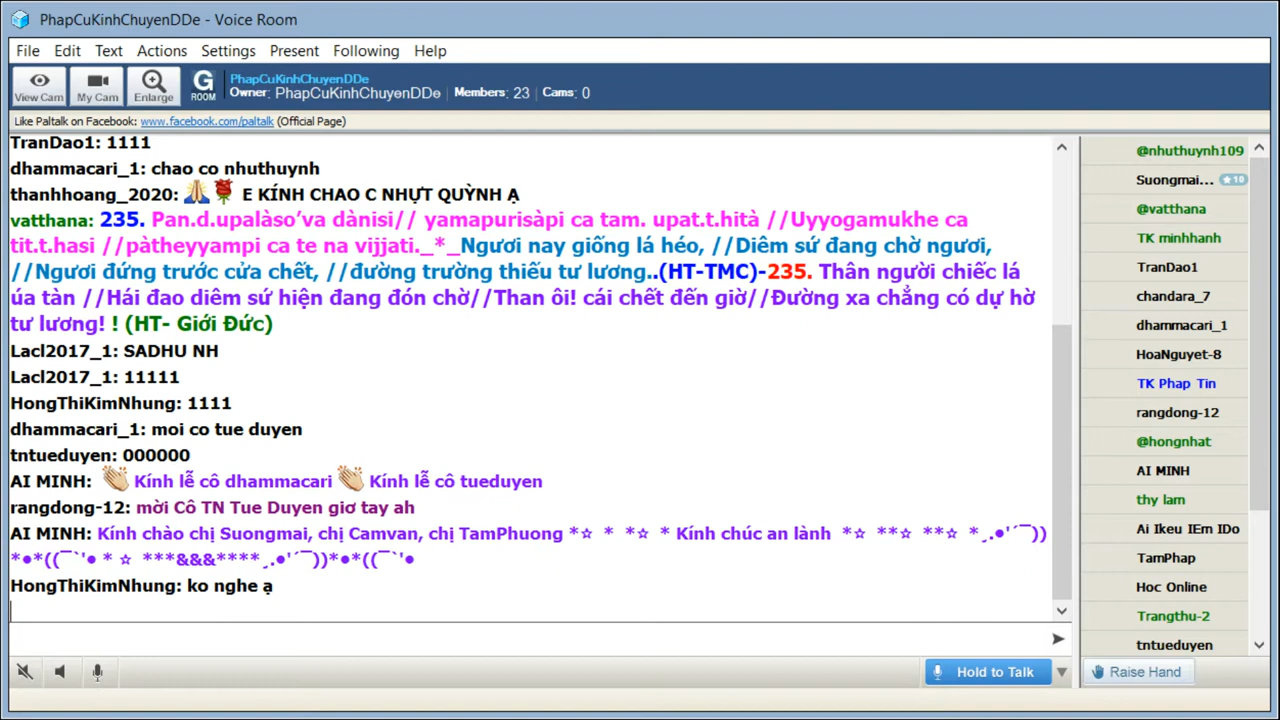 PhapCuKinhChuyenDDe - Voice Room
File Edit Text Actions Settings Present Following Help
View Cam My Cam Enlarge G ROOM
PhapCuKinhChuyenDDe
Owner: PhapCuKinhChuyenDDe Members: 23 Cams: 0
Like Paltalk on Facebook: www.facebook.com/paltalk (Official Page)
TranDao1: 1111
dhammacari_1: chao co nhuthuynh
thanhhoang_2020: 🙏🌹 E KÍNH CHAO C NHỰT QUỲNH Ạ
vatthana: 235. Pan.d.upalàso’va dànisi// yamapurisàpi ca tam. upat.t.hità //Uyyogamukhe ca
tit.t.hasi //pàtheyyampi ca te na vijjati._*_Ngươi nay giống lá héo, //Diêm sứ đang chờ ngươi,
//Ngươi đứng trước cửa chết, //đường trường thiếu tư lương..(HT-TMC)-235. Thân người chiếc lá
úa tàn //Hái đao diêm sứ hiện đang đón chờ//Than ôi! cái chết đến giờ//Đường xa chẳng có dự hờ
tư lương! ! (HT- Giới Đức)
Lacl2017_1: SADHU NH
Lacl2017_1: 11111
HongThiKimNhung: 1111
dhammacari_1: moi co tue duyen
tntueduyen: 000000
AI MINH: 👏 Kính lễ cô dhammacari 👏 Kính lễ cô tueduyen
rangdong-12: mời Cô TN Tue Duyen giơ tay ah
AI MINH: Kính chào chị Suongmai, chị Camvan, chị TamPhuong *☆ * *☆ * Kính chúc an lành *☆ **☆ **☆ *¸.•'´¯))
*•*((¯`'• * ☆ ***&&&****¸.•'´¯))*•*((¯`'•
HongThiKimNhung: ko nghe ạ
Hold to Talk
@nhuthuynh109
Suongmai... ★10
@vatthana
TK minhhanh
TranDao1
chandara_7
dhammacari_1
HoaNguyet-8
TK Phap Tin
rangdong-12
@hongnhat
AI MINH
thy lam
Ai Ikeu IEm IDo
TamPhap
Hoc Online
Trangthu-2
tntueduyen
Raise Hand